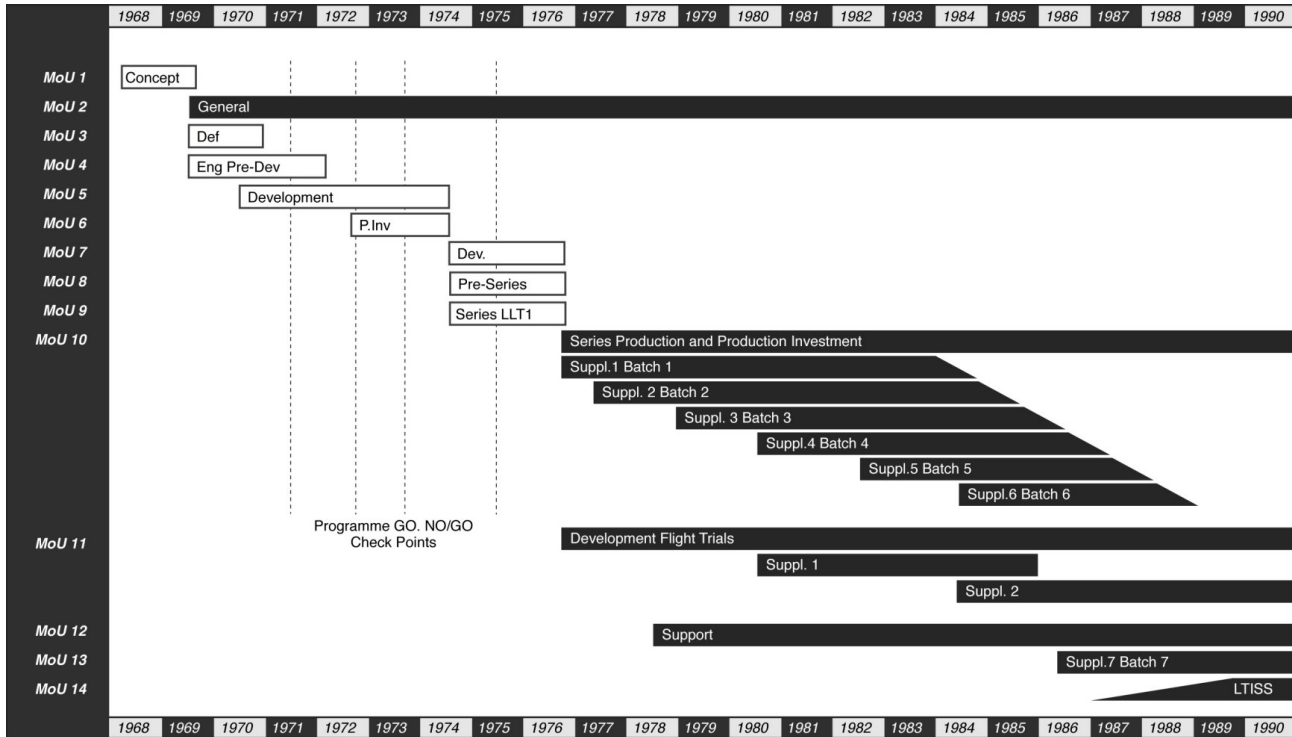 1968 1969 1970 1971 1972 1973 1974 1975 1976 1977 1978 1979 1980 1981 1982 1983 1984 1985 1986 1987 1988 1989 1990
MoU 1 Concept
MoU 2 General
MoU 3 Def
MoU 4 Eng Pre-Dev
MoU 5 Development
MoU 6 P.Inv
MoU 7 Dev.
MoU 8 Pre-Series
MoU 9 Series LLT1
MoU 10 Series Production and Production Investment
Suppl.1 Batch 1
Suppl. 2 Batch 2
Suppl. 3 Batch 3
Suppl.4 Batch 4
Suppl.5 Batch 5
Suppl.6 Batch 6
Programme GO. NO/GO
Check Points
MoU 11 Development Flight Trials
Suppl. 1
Suppl. 2
MoU 12 Support
MoU 13 Suppl.7 Batch 7
MoU 14 LTISS
1968 1969 1970 1971 1972 1973 1974 1975 1976 1977 1978 1979 1980 1981 1982 1983 1984 1985 1986 1987 1988 1989 1990